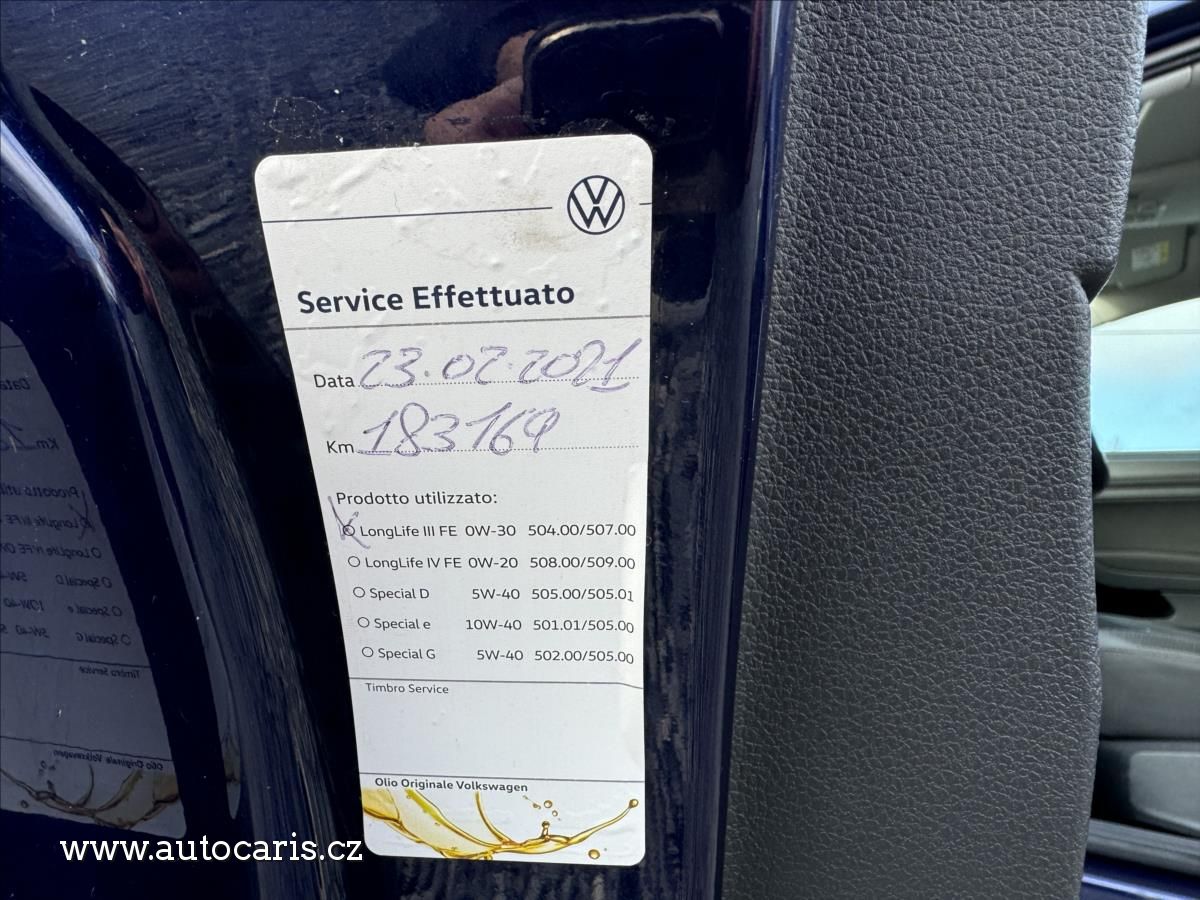 Service Effettuato
Data 23.02.2021
Km 183169
Prodotto utilizzato:
LongLife III FE 0W-30 504.00/507.00
LongLife IV FE 0W-20 508.00/509.00
Special D 5W-40 505.00/505.01
Special e 10W-40 501.01/505.00
Special G 5W-40 502.00/505.00
Timbro Service
Olio Originale Volkswagen
www.autocaris.cz